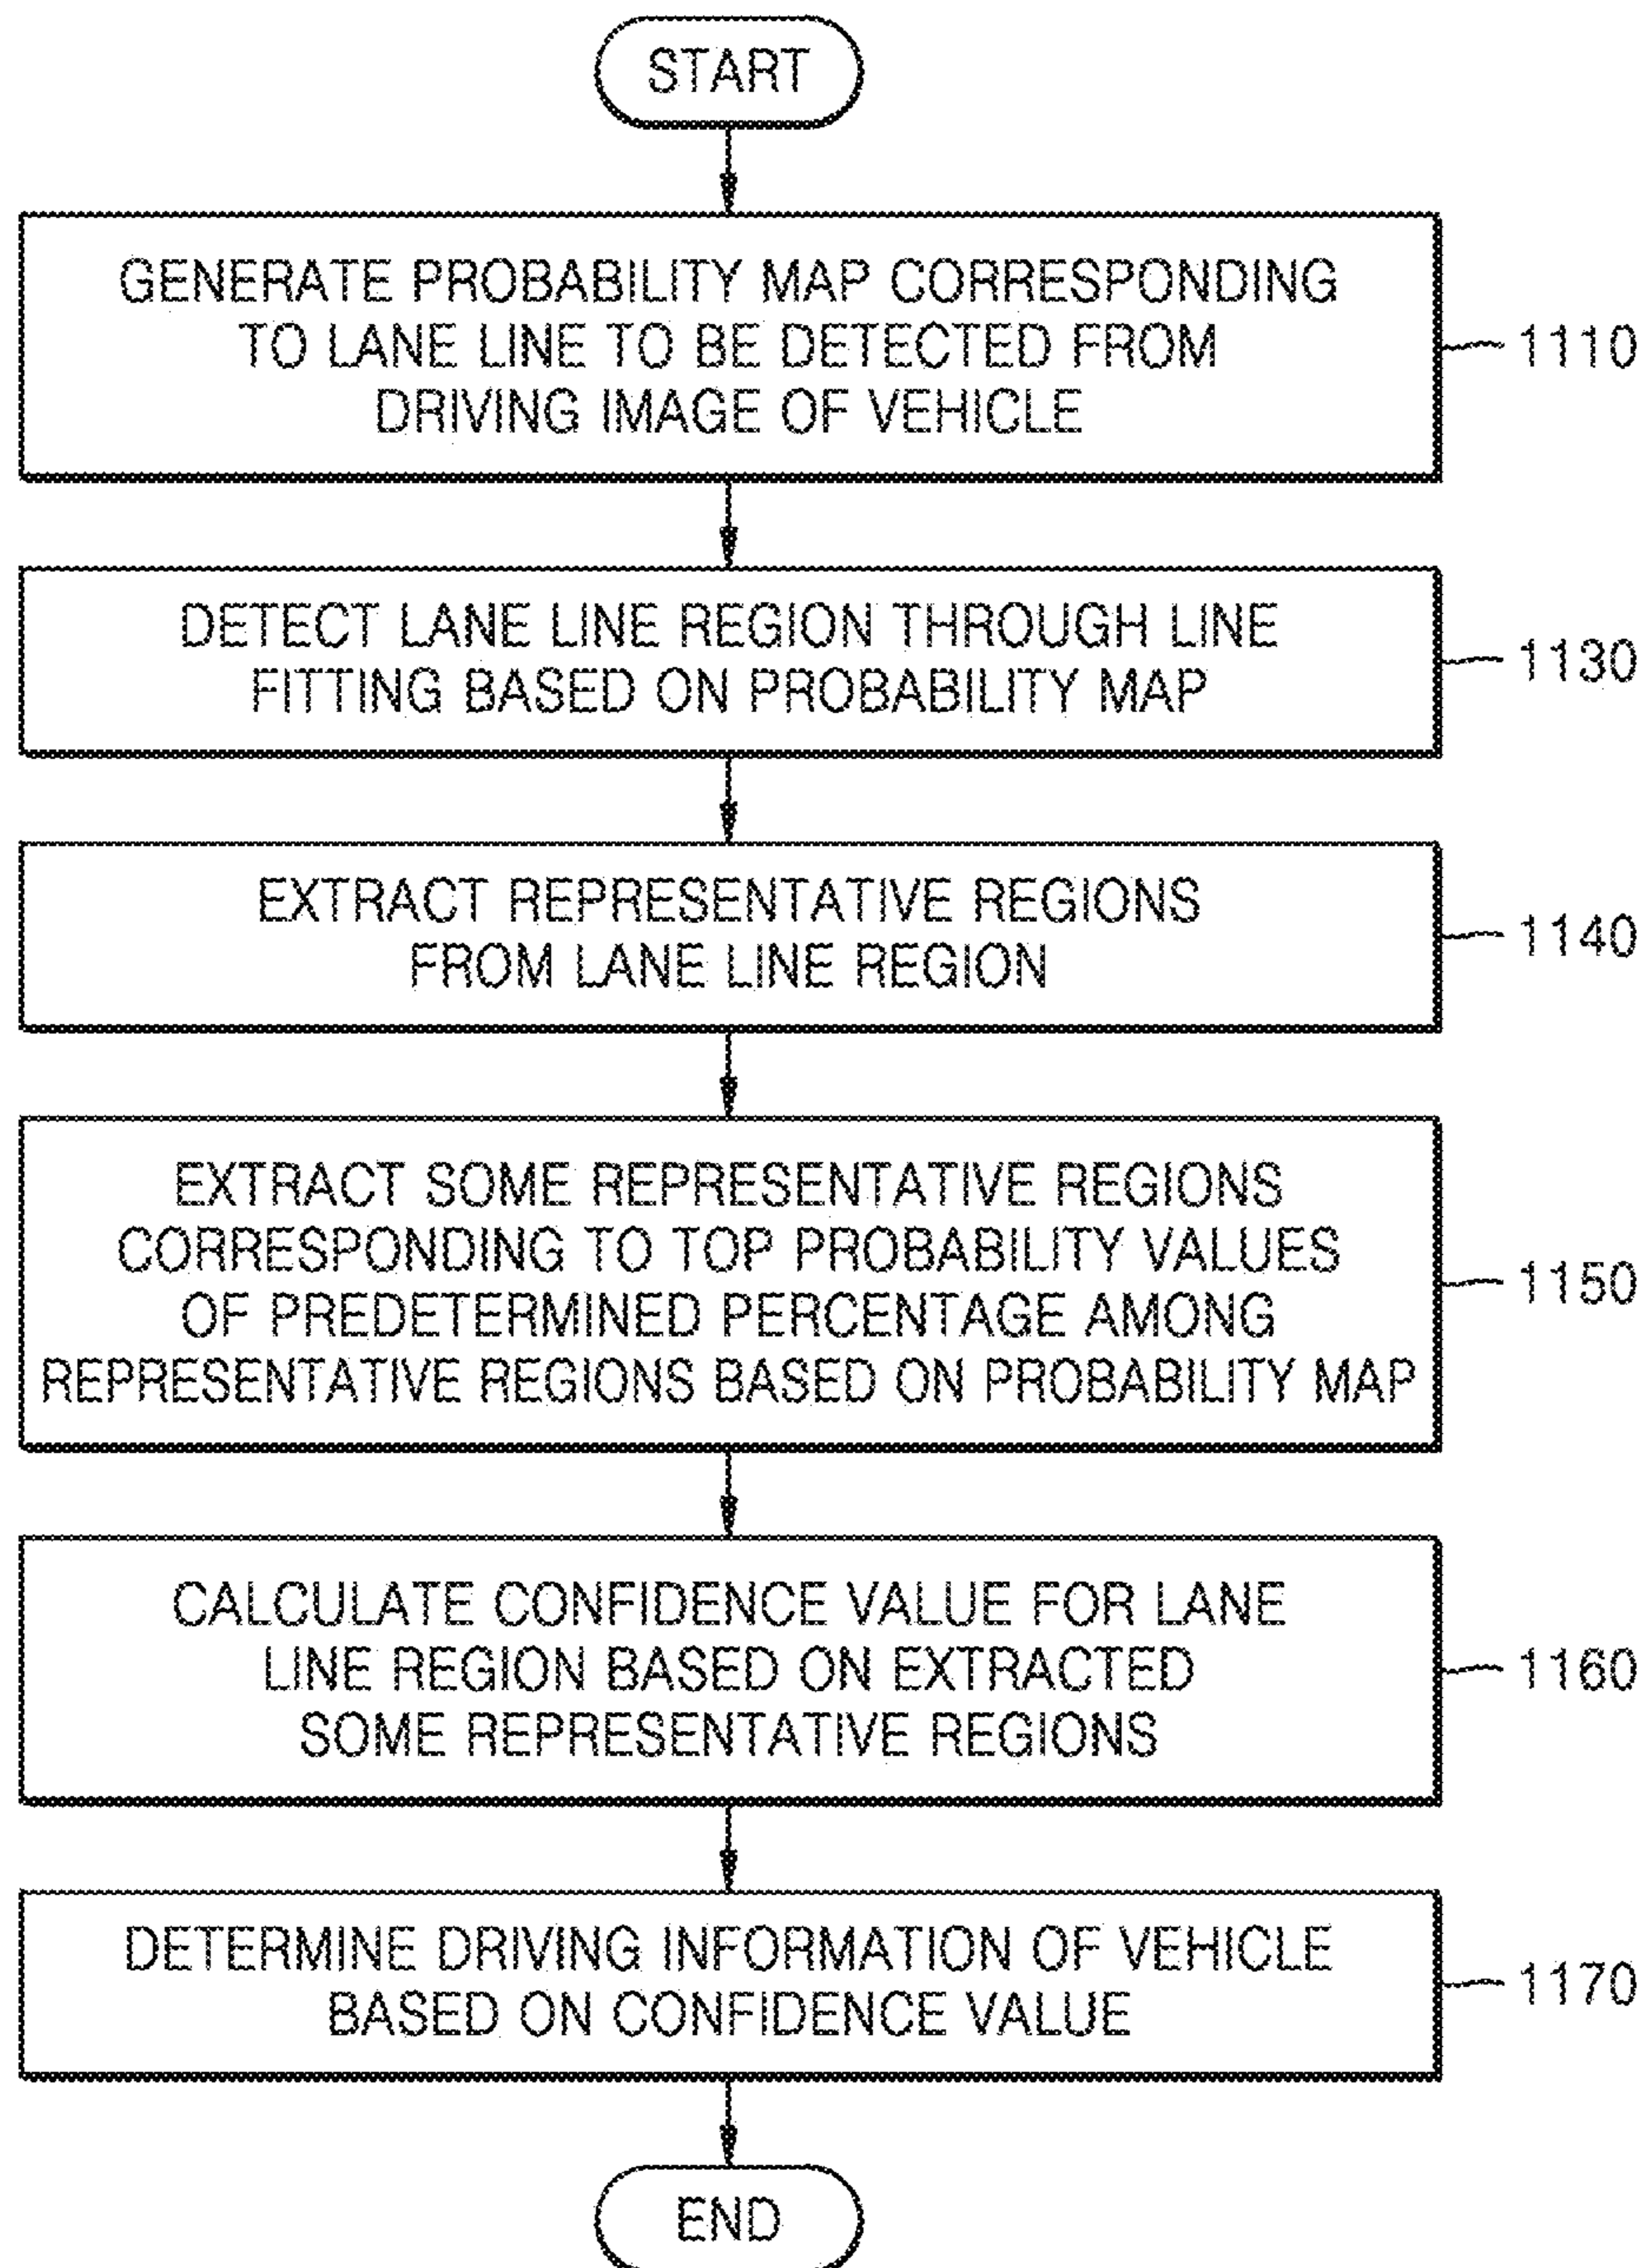 START
GENERATE PROBABILITY MAP CORRESPONDING
TO LANE LINE TO BE DETECTED FROM
DRIVING IMAGE OF VEHICLE
1110
DETECT LANE LINE REGION THROUGH LINE
FITTING BASED ON PROBABILITY MAP
1130
EXTRACT REPRESENTATIVE REGIONS
FROM LANE LINE REGION
1140
EXTRACT SOME REPRESENTATIVE REGIONS
CORRESPONDING TO TOP PROBABILITY VALUES
OF PREDETERMINED PERCENTAGE AMONG
REPRESENTATIVE REGIONS BASED ON PROBABILITY MAP
1150
CALCULATE CONFIDENCE VALUE FOR LANE
LINE REGION BASED ON EXTRACTED
SOME REPRESENTATIVE REGIONS
1160
DETERMINE DRIVING INFORMATION OF VEHICLE
BASED ON CONFIDENCE VALUE
1170
END